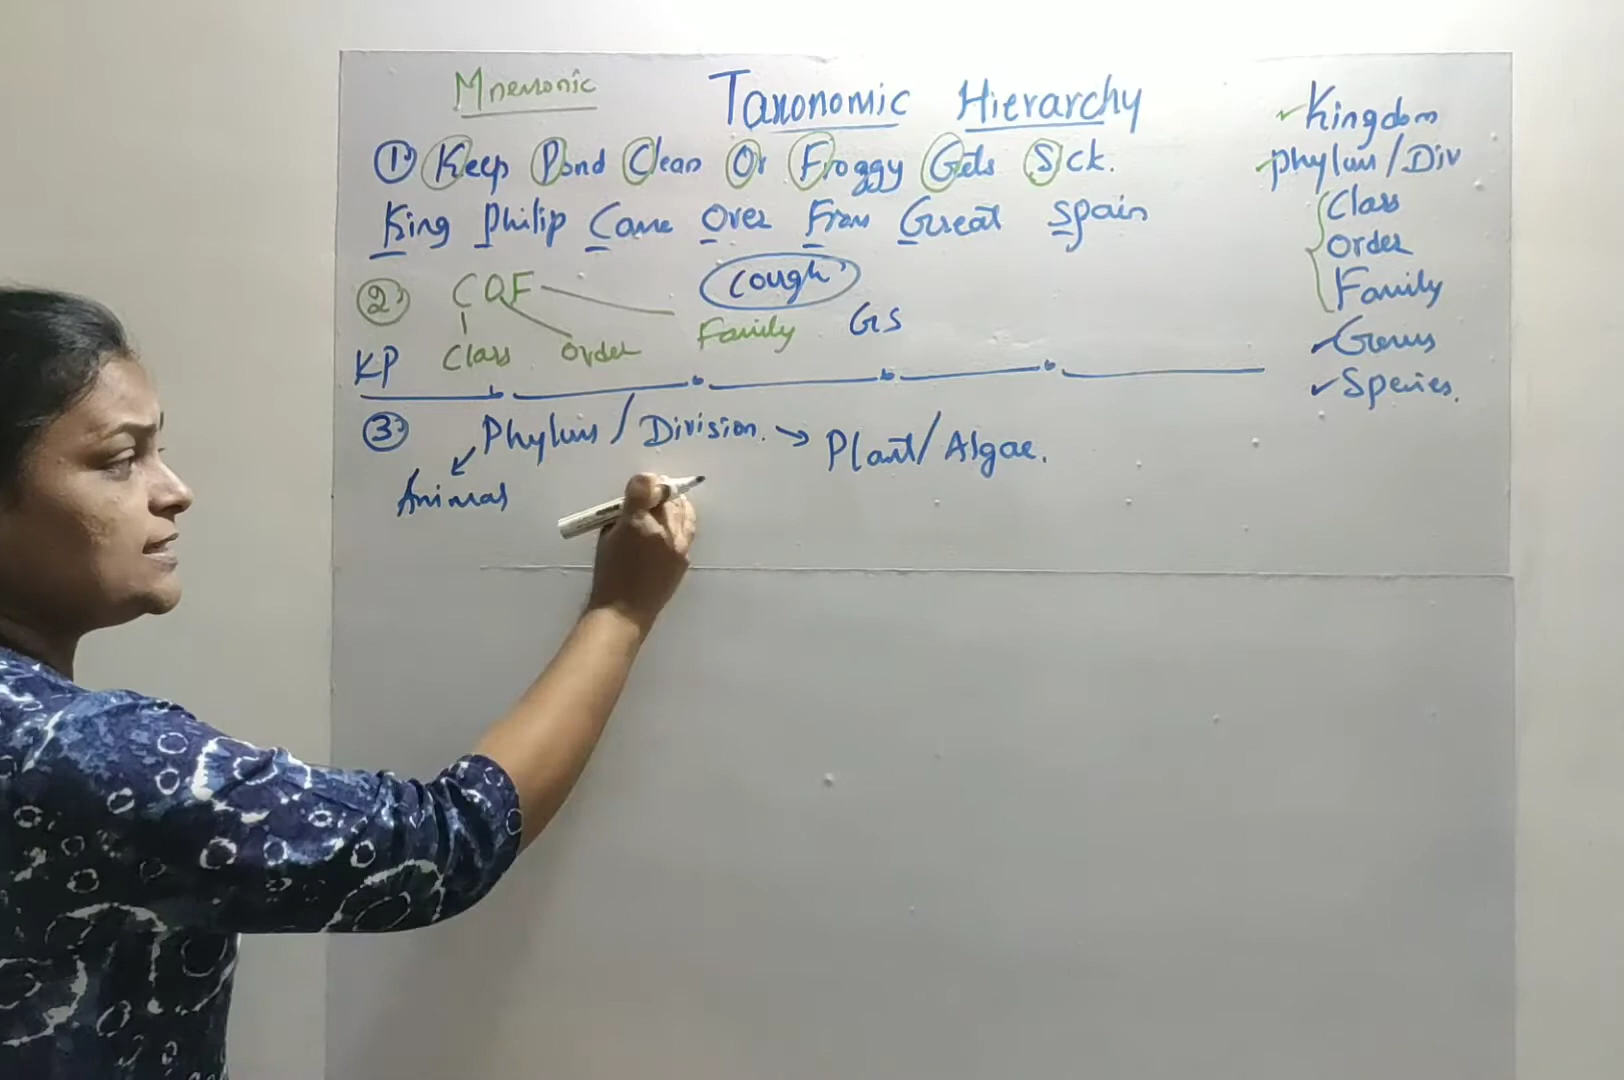 Mnemonic
Taxonomic Hierarchy
① Keep Pond Clean Or Froggy Gets Sck.
King Philip Came Over From Great Spain
② COF Cough'
Class Order Family GS
KP
③ Phylum / Division. → Plant/Algae.
Animal
Kingdom
Phylum/Div
Class
Order
Family
Genus
Species.